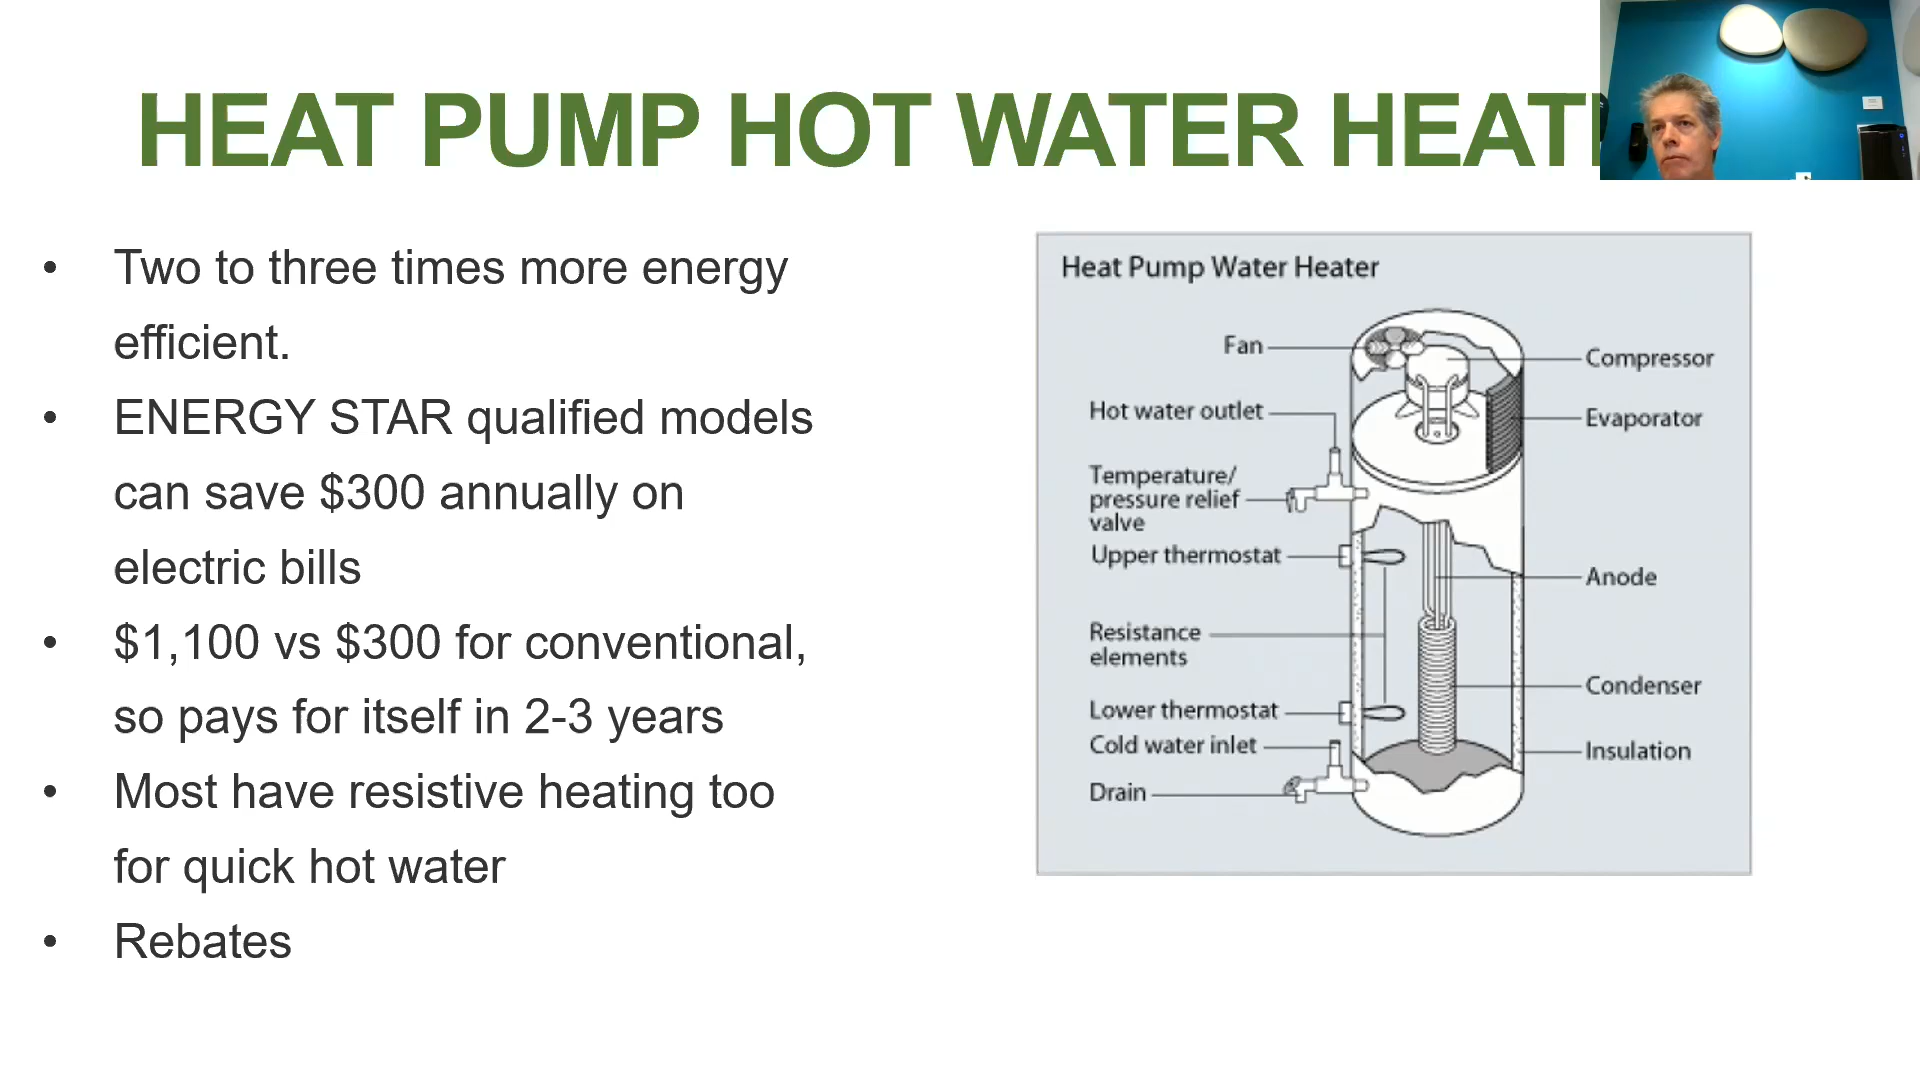 HEAT PUMP HOT WATER HEAT
• Two to three times more energy
efficient.
• ENERGY STAR qualified models
can save $300 annually on
electric bills
• $1,100 vs $300 for conventional,
so pays for itself in 2-3 years
• Most have resistive heating too
for quick hot water
• Rebates
Heat Pump Water Heater
Fan
Hot water outlet
Temperature/
pressure relief
valve
Upper thermostat
Resistance
elements
Lower thermostat
Cold water inlet
Drain
Compressor
Evaporator
Anode
Condenser
Insulation